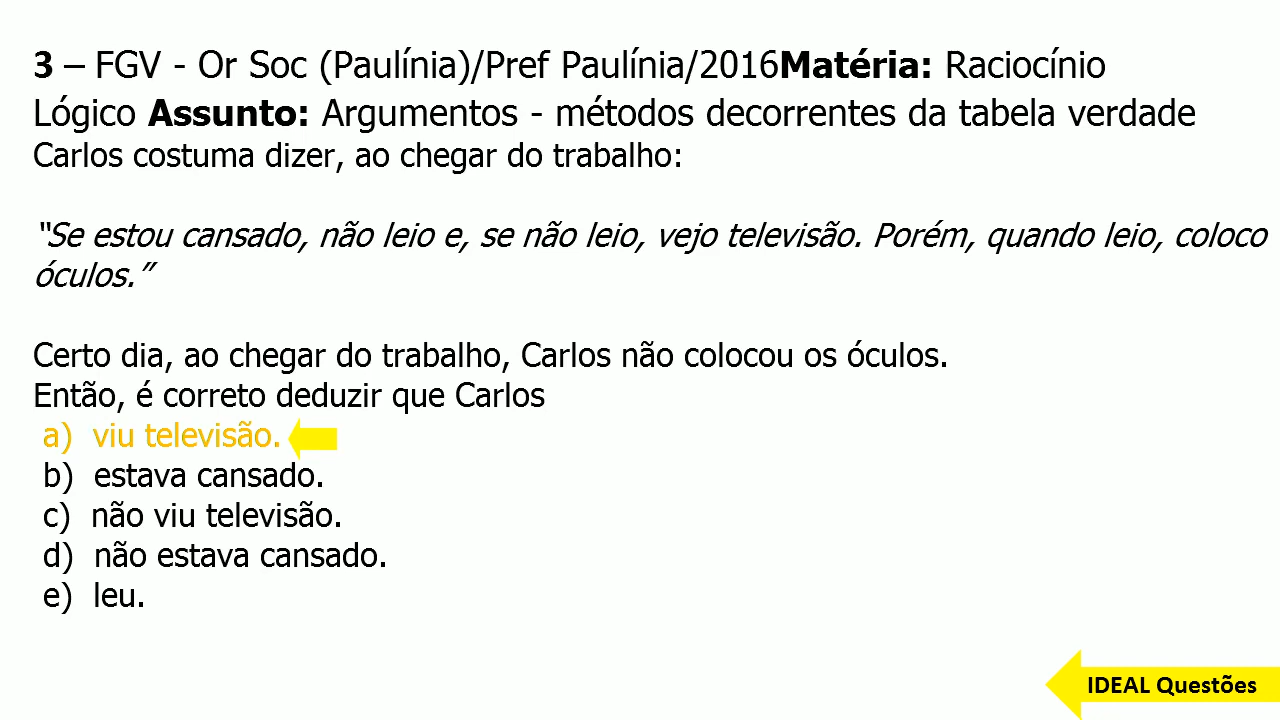 3 – FGV - Or Soc (Paulínia)/Pref Paulínia/2016Matéria: Raciocínio
Lógico Assunto: Argumentos - métodos decorrentes da tabela verdade
Carlos costuma dizer, ao chegar do trabalho:
“Se estou cansado, não leio e, se não leio, vejo televisão. Porém, quando leio, coloco
óculos.”
Certo dia, ao chegar do trabalho, Carlos não colocou os óculos.
Então, é correto deduzir que Carlos
a) viu televisão.
b) estava cansado.
c) não viu televisão.
d) não estava cansado.
e) leu.
IDEAL Questões